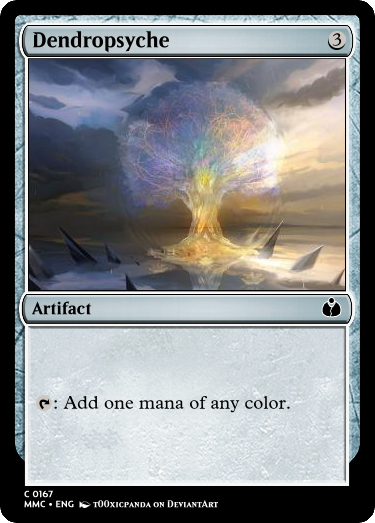 Dendropsyche 3
Artifact
: Add one mana of any color.
C 0167
MMC • ENG t00xicpanda on DeviantArt